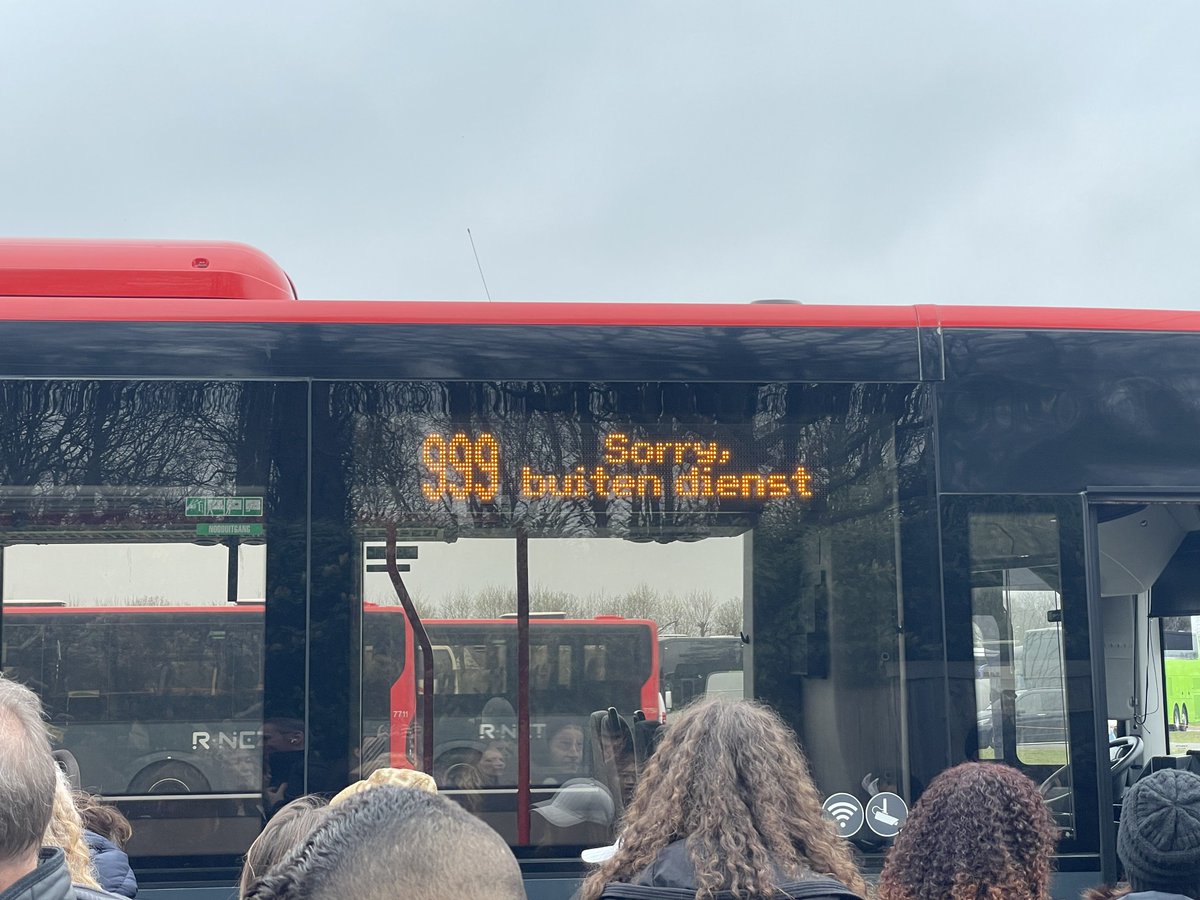 999
Sorry,
buiten dienst
NOODUITGANG
7711
R-NET
R-NET